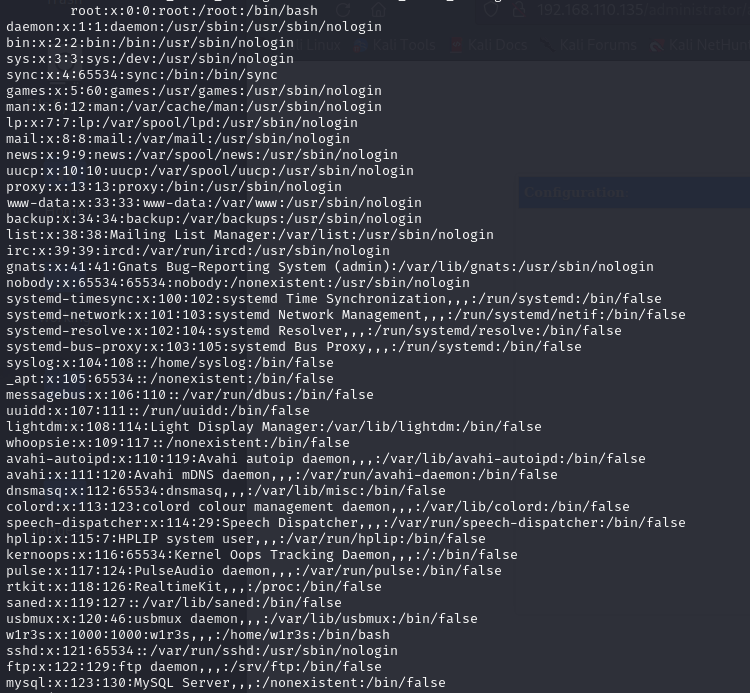 root:x:0:0:root:/root:/bin/bash
daemon:x:1:1:daemon:/usr/sbin:/usr/sbin/nologin
bin:x:2:2:bin:/bin:/usr/sbin/nologin
sys:x:3:3:sys:/dev:/usr/sbin/nologin
sync:x:4:65534:sync:/bin:/bin/sync
games:x:5:60:games:/usr/games:/usr/sbin/nologin
man:x:6:12:man:/var/cache/man:/usr/sbin/nologin
lp:x:7:7:lp:/var/spool/lpd:/usr/sbin/nologin
mail:x:8:8:mail:/var/mail:/usr/sbin/nologin
news:x:9:9:news:/var/spool/news:/usr/sbin/nologin
uucp:x:10:10:uucp:/var/spool/uucp:/usr/sbin/nologin
proxy:x:13:13:proxy:/bin:/usr/sbin/nologin
www-data:x:33:33:www-data:/var/www:/usr/sbin/nologin
backup:x:34:34:backup:/var/backups:/usr/sbin/nologin
list:x:38:38:Mailing List Manager:/var/list:/usr/sbin/nologin
irc:x:39:39:ircd:/var/run/ircd:/usr/sbin/nologin
gnats:x:41:41:Gnats Bug-Reporting System (admin):/var/lib/gnats:/usr/sbin/nologin
nobody:x:65534:65534:nobody:/nonexistent:/usr/sbin/nologin
systemd-timesync:x:100:102:systemd Time Synchronization,,,:/run/systemd:/bin/false
systemd-network:x:101:103:systemd Network Management,,,:/run/systemd/netif:/bin/false
systemd-resolve:x:102:104:systemd Resolver,,,:/run/systemd/resolve:/bin/false
systemd-bus-proxy:x:103:105:systemd Bus Proxy,,,:/run/systemd:/bin/false
syslog:x:104:108::/home/syslog:/bin/false
_apt:x:105:65534::/nonexistent:/bin/false
messagebus:x:106:110::/var/run/dbus:/bin/false
uuidd:x:107:111::/run/uuidd:/bin/false
lightdm:x:108:114:Light Display Manager:/var/lib/lightdm:/bin/false
whoopsie:x:109:117::/nonexistent:/bin/false
avahi-autoipd:x:110:119:Avahi autoip daemon,,,:/var/lib/avahi-autoipd:/bin/false
avahi:x:111:120:Avahi mDNS daemon,,,:/var/run/avahi-daemon:/bin/false
dnsmasq:x:112:65534:dnsmasq,,,:/var/lib/misc:/bin/false
colord:x:113:123:colord colour management daemon,,,:/var/lib/colord:/bin/false
speech-dispatcher:x:114:29:Speech Dispatcher,,,:/var/run/speech-dispatcher:/bin/false
hplip:x:115:7:HPLIP system user,,,:/var/run/hplip:/bin/false
kernoops:x:116:65534:Kernel Oops Tracking Daemon,,,:/:/bin/false
pulse:x:117:124:PulseAudio daemon,,,:/var/run/pulse:/bin/false
rtkit:x:118:126:RealtimeKit,,,:/proc:/bin/false
saned:x:119:127::/var/lib/saned:/bin/false
usbmux:x:120:46:usbmux daemon,,,:/var/lib/usbmux:/bin/false
w1r3s:x:1000:1000:w1r3s,,,:/home/w1r3s:/bin/bash
sshd:x:121:65534::/var/run/sshd:/usr/sbin/nologin
ftp:x:122:129:ftp daemon,,,:/srv/ftp:/bin/false
mysql:x:123:130:MySQL Server,,,:/nonexistent:/bin/false
192.168.110.135/administrator
Kali Tools Kali Docs Kali Forums Kali NetHun
Configuration